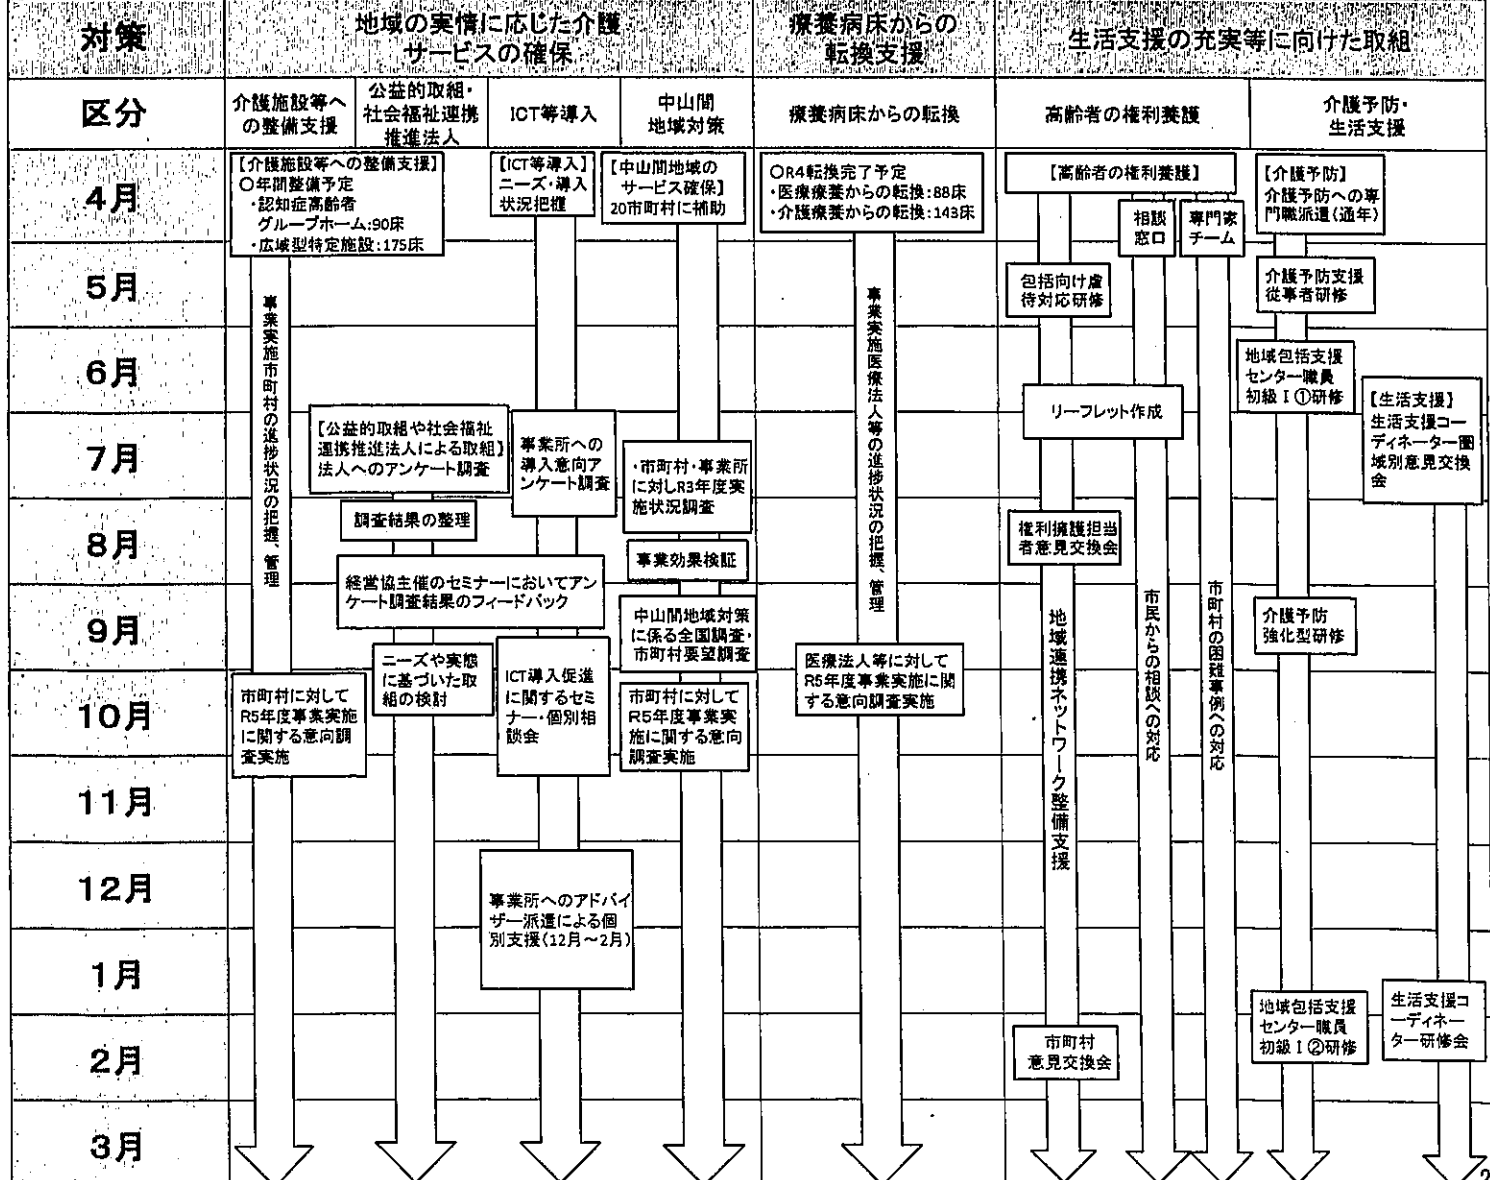 対策
地域の実情に応じた介護
サービスの確保
療養病床からの
転換支援
生活支援の充実等に向けた取組
区分
介護施設等へ
の整備支援
公益的取組・
社会福祉連携
推進法人
ICT等導入
中山間
地域対策
療養病床からの転換
高齢者の権利養護
介護予防・
生活支援
4月
【介護施設等への整備支援】
○年間整備予定
・認知症高齢者
グループホーム:90床
・広域型特定施設:175床
【ICT等導入】
ニーズ・導入
状況把握
【中山間地域の
サービス確保】
20市町村に補助
○R4転換完了予定
・医療療養からの転換:88床
・介護療養からの転換:143床
【高齢者の権利養護】
相談
窓口
専門家
チーム
【介護予防】
介護予防への専
門職派遣(通年)
5月
事業実施市町村の進捗状況の把握、管理
事業実施医療法人等の進捗状況の把握、管理
包括向け虐
待対応研修
介護予防支援
従事者研修
6月
地域包括支援
センター職員
初級Ⅰ①研修
リーフレット作成
【生活支援】
生活支援コー
ディネーター圏
域別意見交換
会
7月
【公益的取組や社会福祉
連携推進法人による取組】
法人へのアンケート調査
事業所への
導入意向ア
ンケート調査
・市町村・事業所
に対しR3年度実
施状況調査
8月
調査結果の整理
事業効果検証
権利擁護担当
者意見交換会
経営協主催のセミナーにおいてアン
ケート調査結果のフィードバック
9月
中山間地域対策
に係る全国調査・
市町村要望調査
地域連携ネットワーク整備支援
市民からの相談への対応
市町村の困難事例への対応
介護予防
強化型研修
ニーズや実態
に基づいた取
組の検討
ICT導入促進
に関するセミ
ナー・個別相
談会
医療法人等に対して
R5年度事業実施に関
する意向調査実施
10月
市町村に対して
R5年度事業実施
に関する意向調
査実施
市町村に対して
R5年度事業実
施に関する意向
調査実施
11月
12月
事業所へのアドバイ
ザー派遣による個
別支援(12月～2月)
1月
地域包括支援
センター職員
初級Ⅰ②研修
生活支援コ
ーディネー
ター研修会
2月
市町村
意見交換会
3月
2